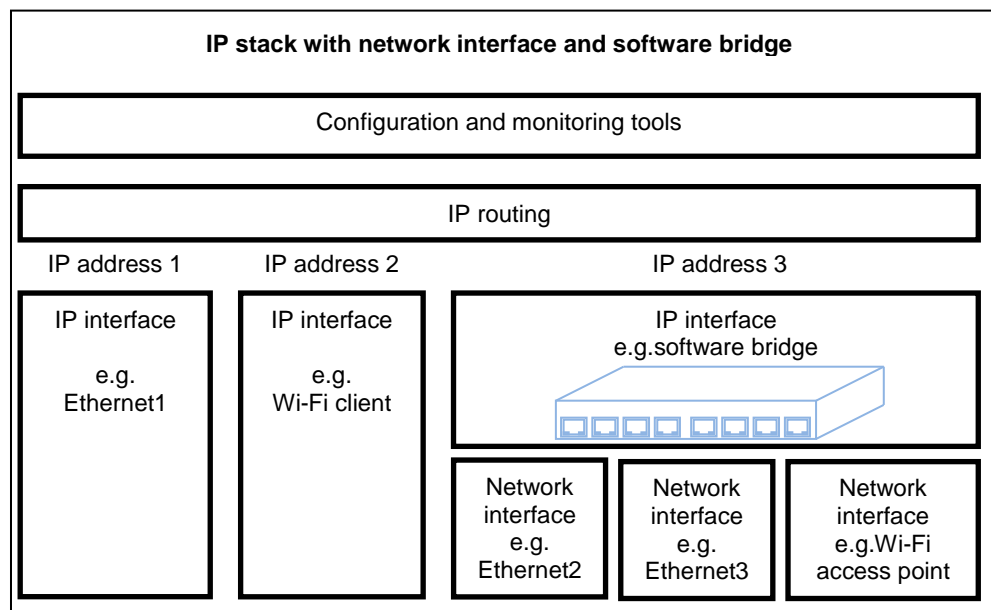 IP stack with network interface and software bridge
Configuration and monitoring tools
IP routing
IP address 1
IP address 2
IP address 3
IP interface
e.g.
Ethernet1
IP interface
e.g.
Wi-Fi client
IP interface
e.g.software bridge
Network
interface
e.g.
Ethernet2
Network
interface
e.g.
Ethernet3
Network
interface
e.g.Wi-Fi
access point